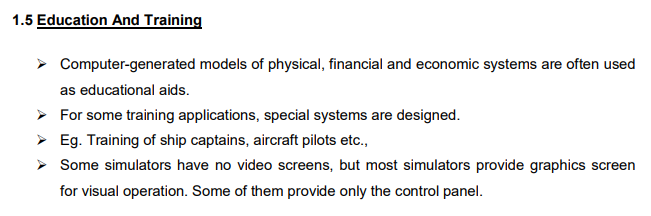 1.5 Education And Training
➢ Computer-generated models of physical, financial and economic systems are often used
as educational aids.
➢ For some training applications, special systems are designed.
➢ Eg. Training of ship captains, aircraft pilots etc.,
➢ Some simulators have no video screens, but most simulators provide graphics screen
for visual operation. Some of them provide only the control panel.